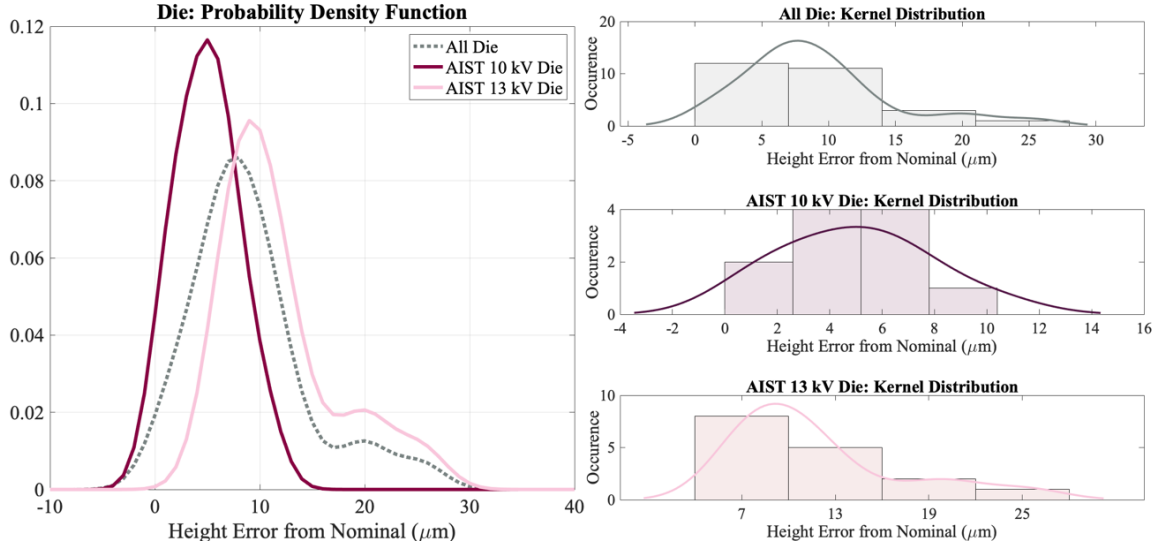 Die: Probability Density Function
0.12
0.1
0.08
0.06
0.04
0.02
0
All Die
AIST 10 kV Die
AIST 13 kV Die
-10 0 10 20 30 40
Height Error from Nominal (μm)
All Die: Kernel Distribution
20
10
0
Occurence
-5 0 5 10 15 20 25 30
Height Error from Nominal (μm)
AIST 10 kV Die: Kernel Distribution
4
2
0
Occurence
-4 -2 0 2 4 6 8 10 12 14 16
Height Error from Nominal (μm)
AIST 13 kV Die: Kernel Distribution
10
5
0
Occurence
7 13 19 25
Height Error from Nominal (μm)